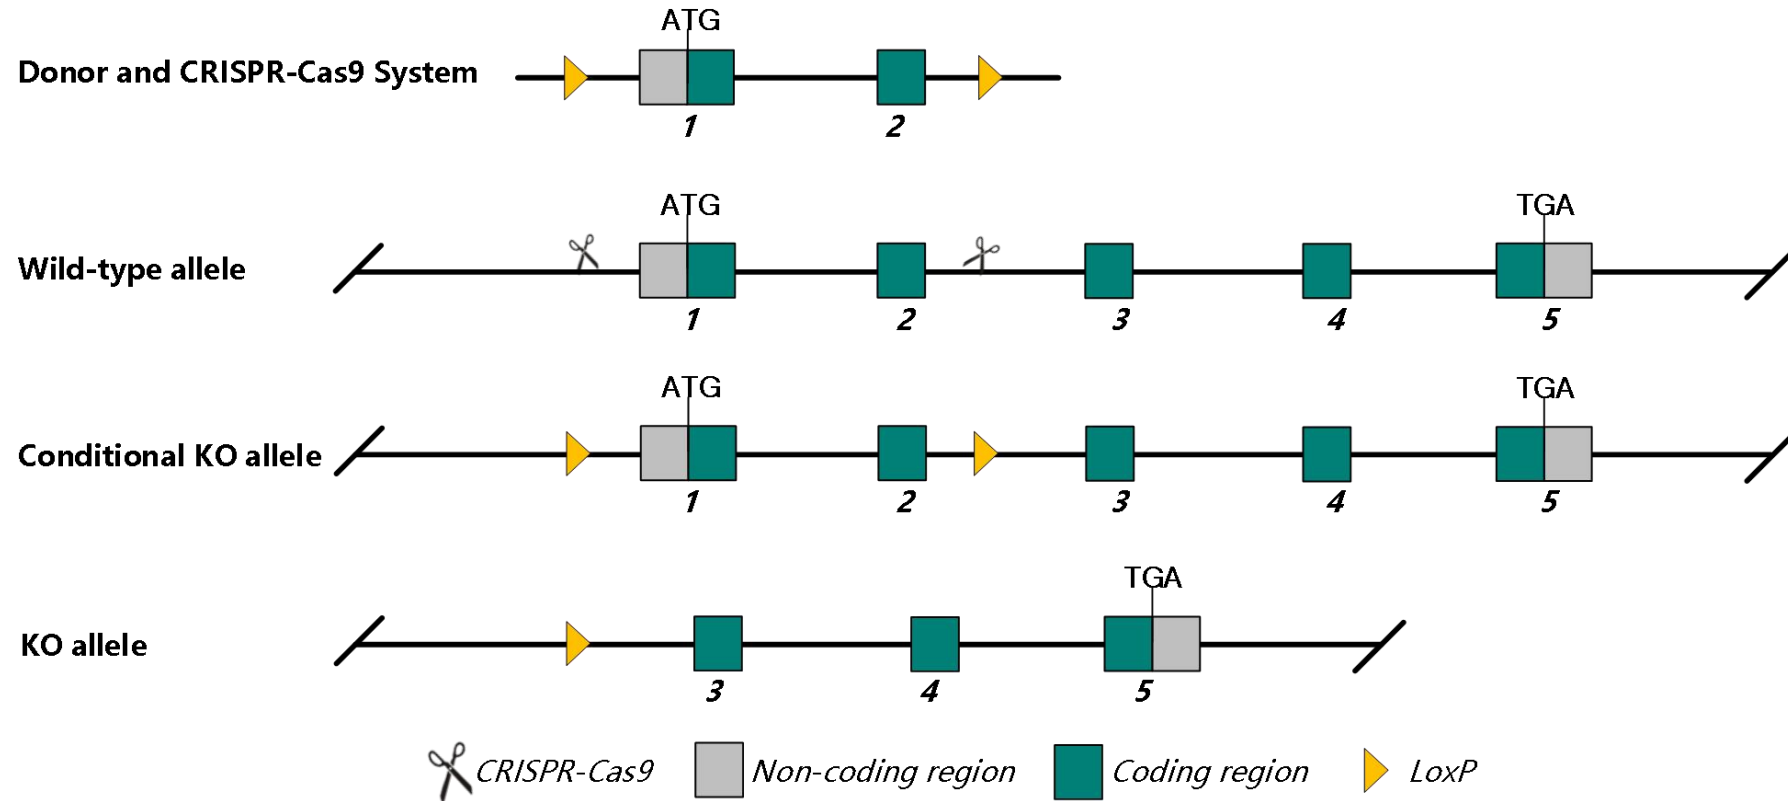 ATG
Donor and CRISPR-Cas9 System
1 2
ATG TGA
Wild-type allele
1 2 3 4 5
ATG TGA
Conditional KO allele
1 2 3 4 5
TGA
KO allele
3 4 5
CRISPR-Cas9 Non-coding region Coding region LoxP